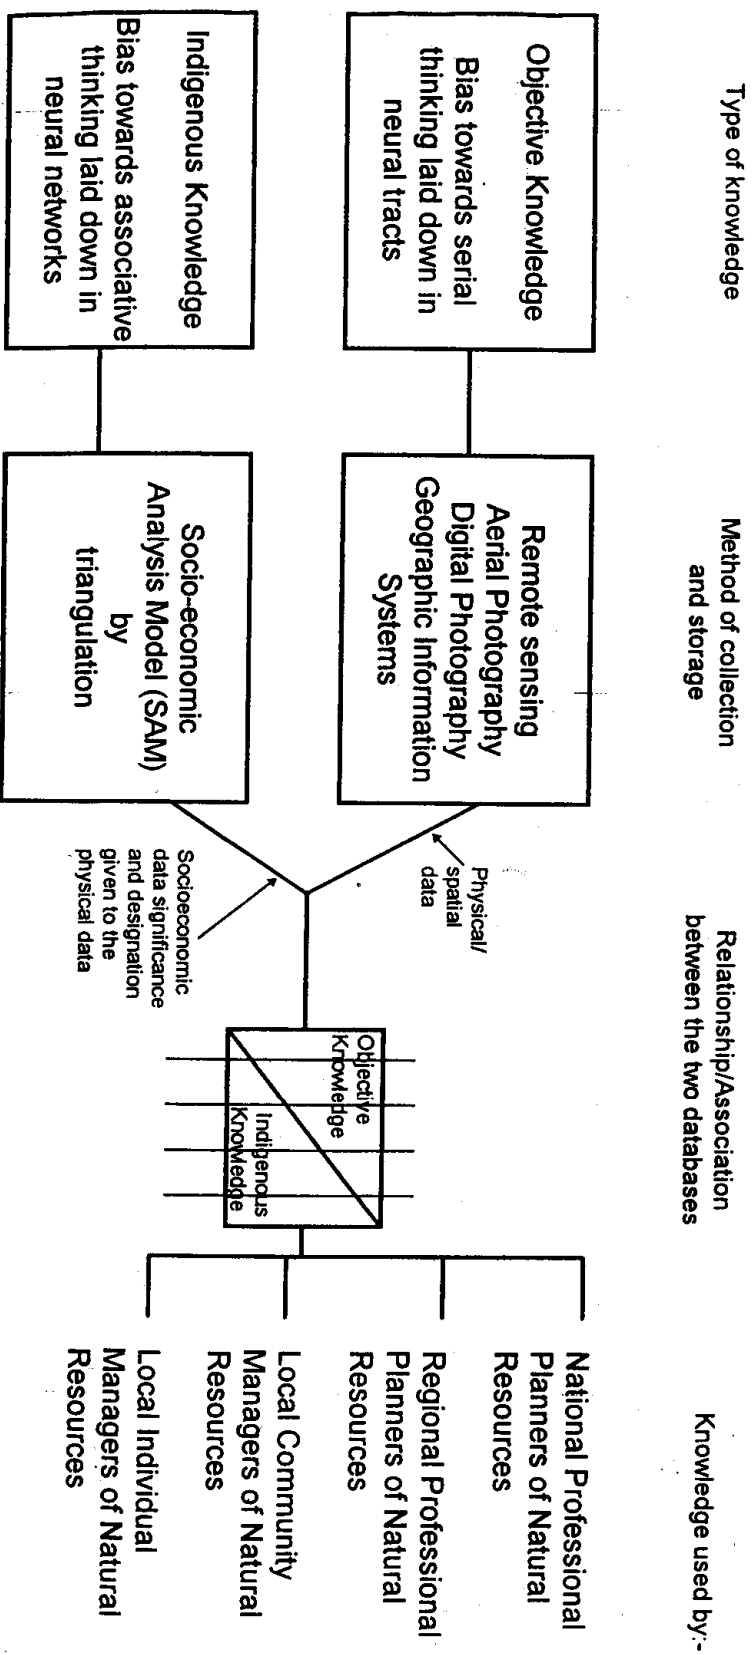 Type of knowledge
Method of collection
and storage
Relationship/Association
between the two databases
Knowledge used by:-
Objective Knowledge
Bias towards serial
thinking laid down in
neural tracts
Remote sensing
Aerial Photography
Digital Photography
Geographic Information
Systems
Physical/
spatial
data
Indigenous Knowledge
Bias towards associative
thinking laid down in
neural networks
Socio-economic
Analysis Model (SAM)
by
triangulation
Socioeconomic
data significance
and designation
given to the
physical data
Objective
Knowledge
Indigenous
Knowledge
National Professional
Planners of Natural
Resources
Regional Professional
Planners of Natural
Resources
Local Community
Managers of Natural
Resources
Local Individual
Managers of Natural
Resources